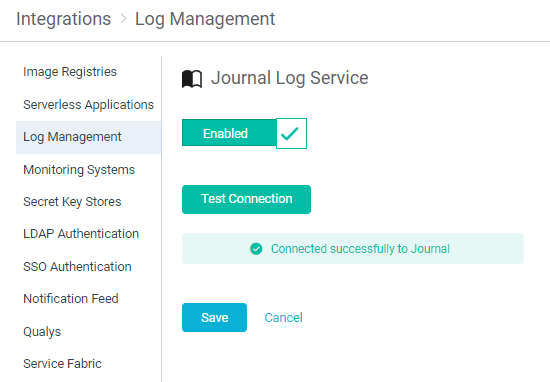 Integrations > Log Management
Image Registries
Serverless Applications
Log Management
Monitoring Systems
Secret Key Stores
LDAP Authentication
SSO Authentication
Notification Feed
Qualys
Service Fabric
Journal Log Service
Enabled
Test Connection
Connected successfully to Journal
Save Cancel